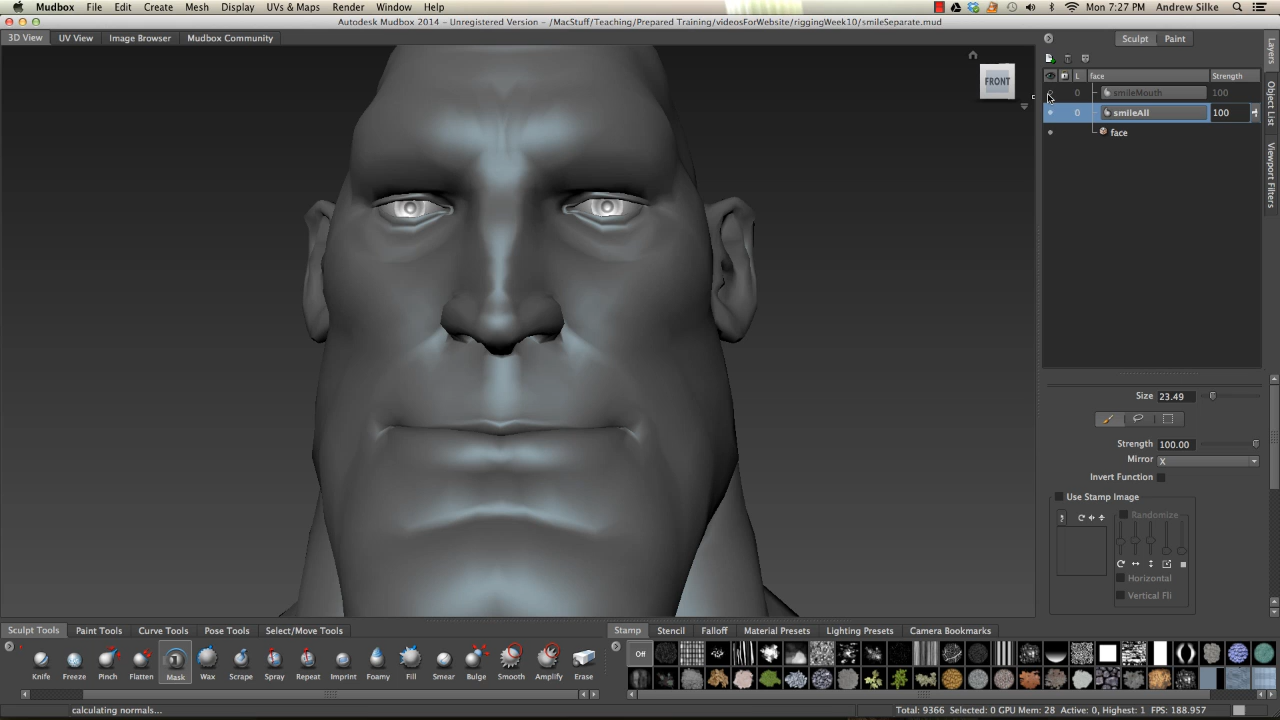 Mudbox File Edit Create Mesh Display UVs & Maps Render Window Help Mon 7:27 PM Andrew Silke
Autodesk Mudbox 2014 - Unregistered Version - /MacStuff/Teaching/Prepared Training/videosForWebsite/riggingWeek10/smileSeparate.mud
3D View UV View Image Browser Mudbox Community
Sculpt Paint
L face Strength
0 smileMouth 100
0 smileAll 100
face
Layers
Object List
Viewport Filters
FRONT
Size 23.49
Strength 100.00
Mirror X
Invert Function
Use Stamp Image
Randomize
Horizontal
Vertical Fli
Sculpt Tools Paint Tools Curve Tools Pose Tools Select/Move Tools
Knife Freeze Pinch Flatten Mask Wax Scrape Spray Repeat Imprint Foamy Fill Smear Bulge Smooth Amplify Erase
Stamp Stencil Falloff Material Presets Lighting Presets Camera Bookmarks
Off
calculating normals...
Total: 9366 Selected: 0 GPU Mem: 28 Active: 0, Highest: 1 FPS: 188.957